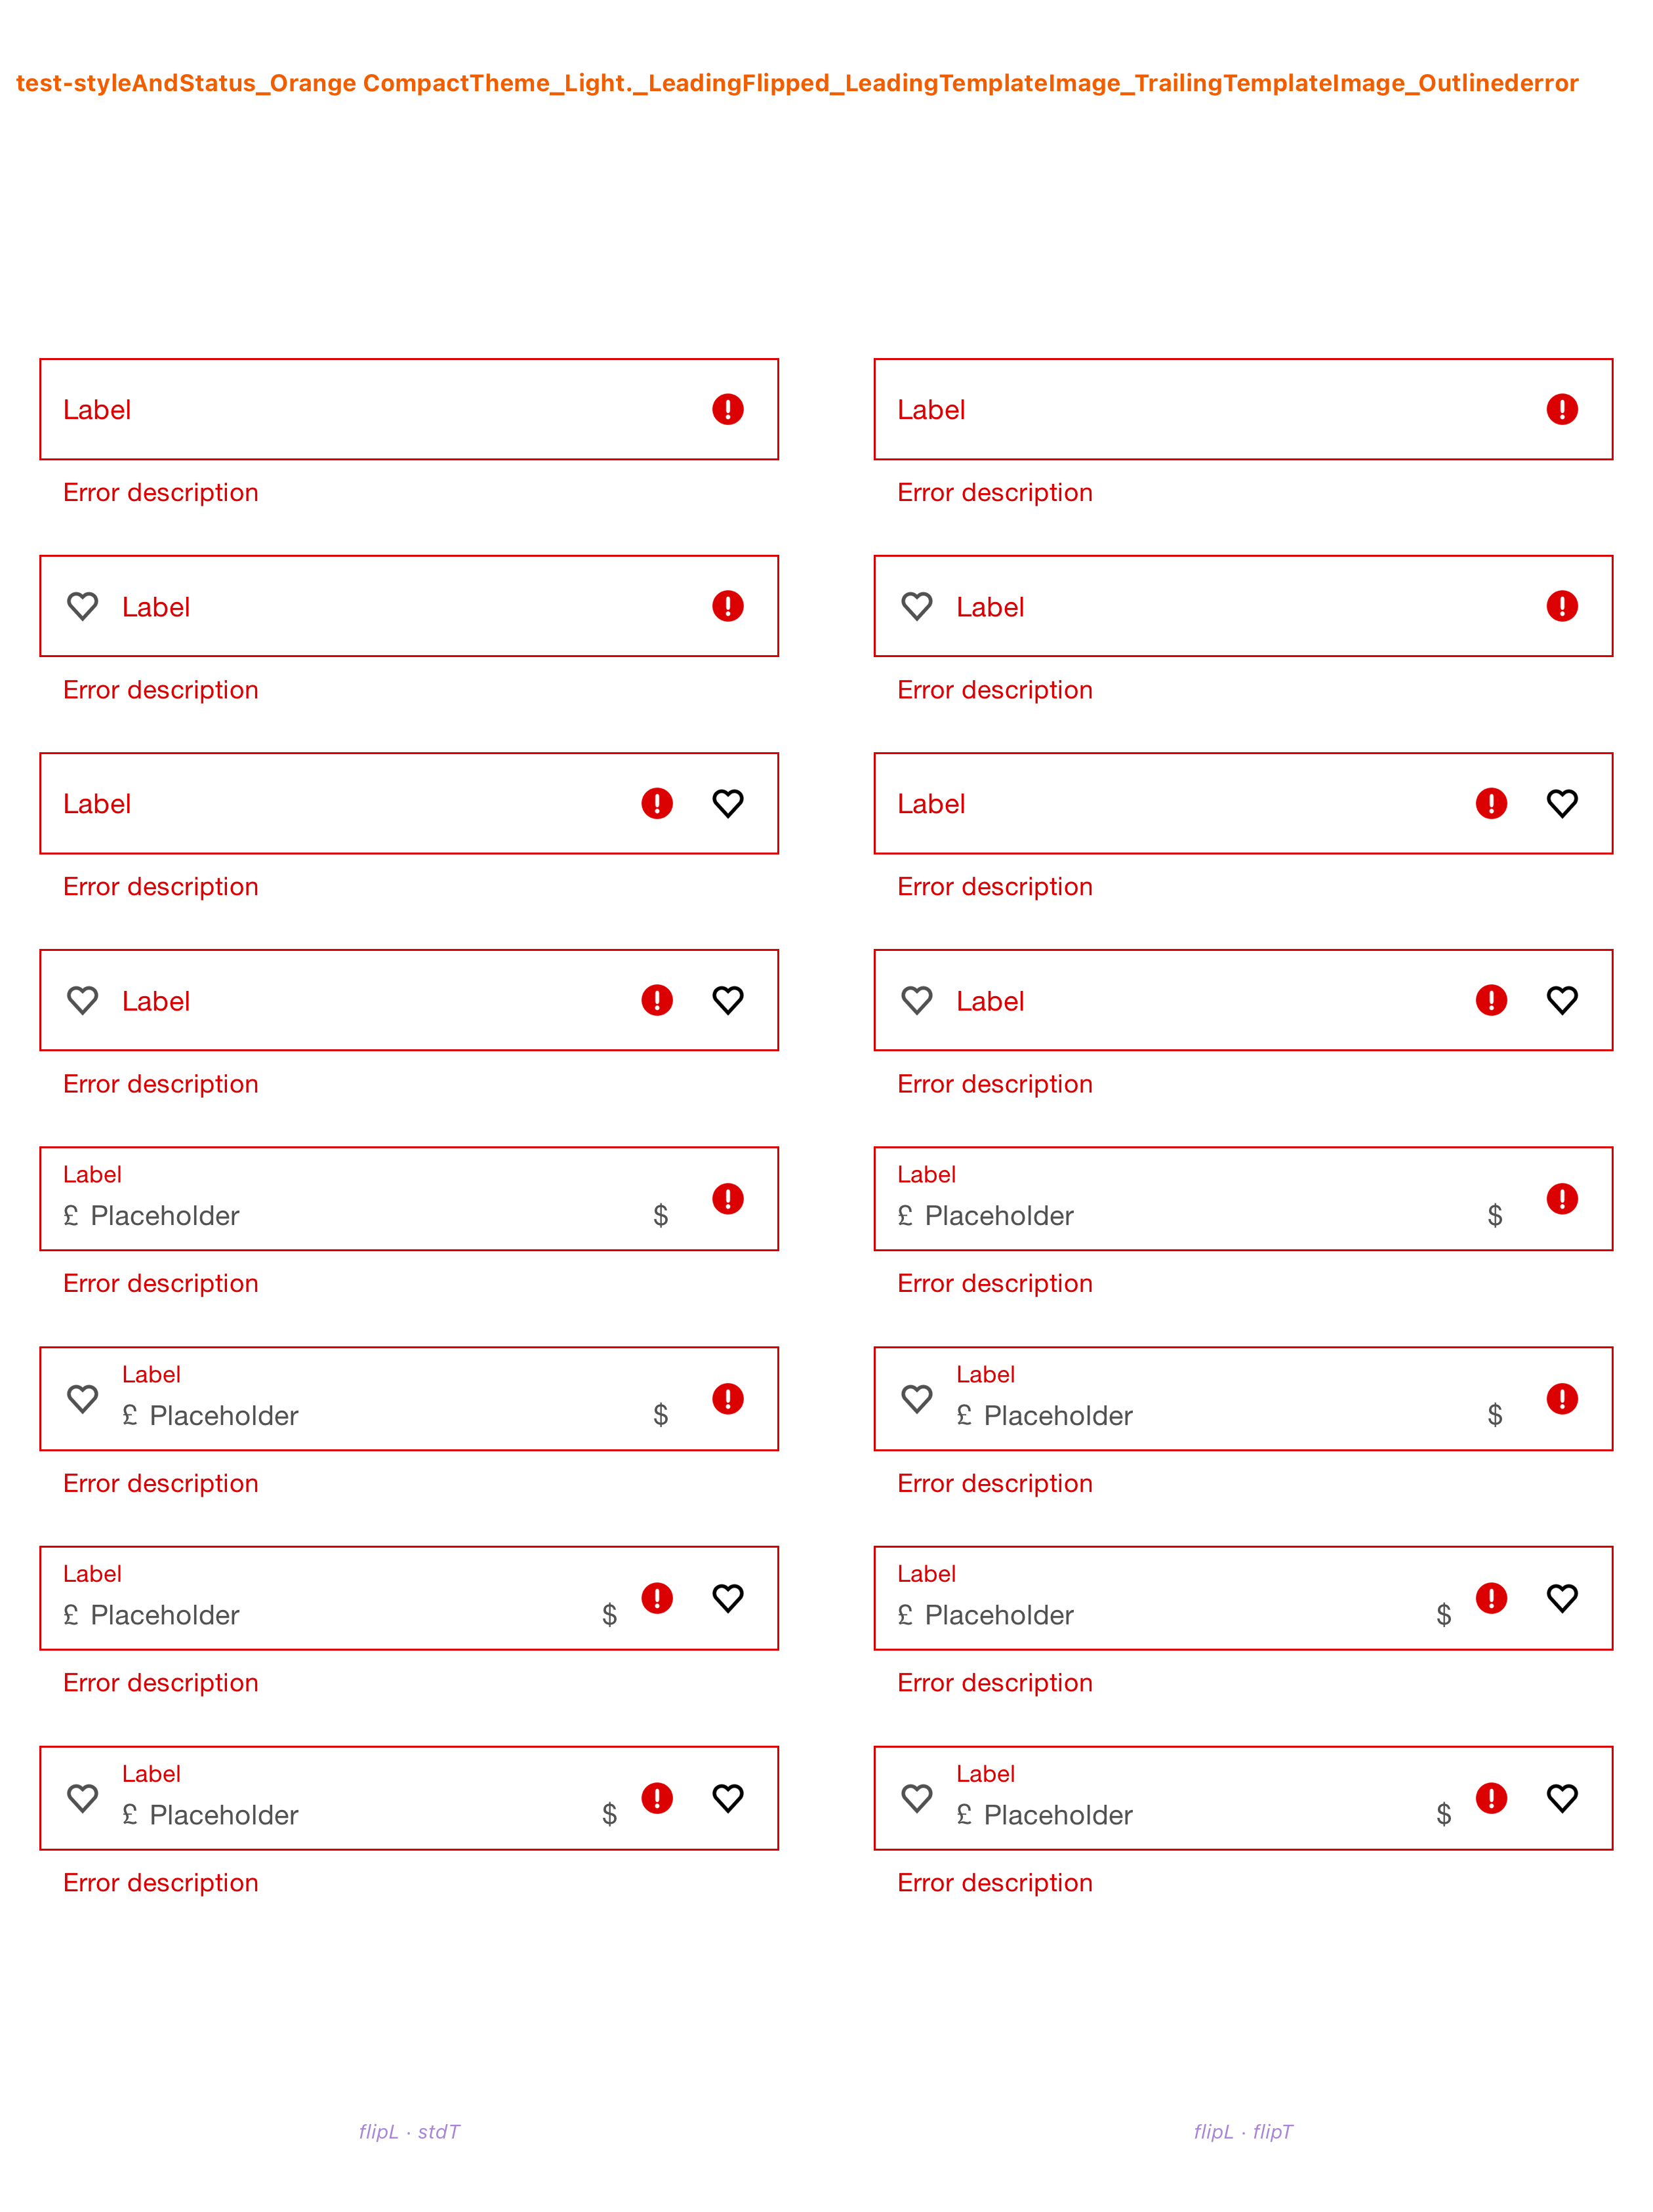 test-styleAndStatus_Orange CompactTheme_Light._LeadingFlipped_LeadingTemplateImage_TrailingTemplateImage_Outlinederror
Label
Label
Error description
Error description
Label
Label
Error description
Error description
Label
Label
Error description
Error description
Label
Label
Error description
Error description
Label
Label
£ Placeholder $
£ Placeholder $
Error description
Error description
Label
Label
£ Placeholder $
£ Placeholder $
Error description
Error description
Label
Label
£ Placeholder $
£ Placeholder $
Error description
Error description
Label
Label
£ Placeholder $
£ Placeholder $
Error description
Error description
flipL · stdT
flipL · flipT